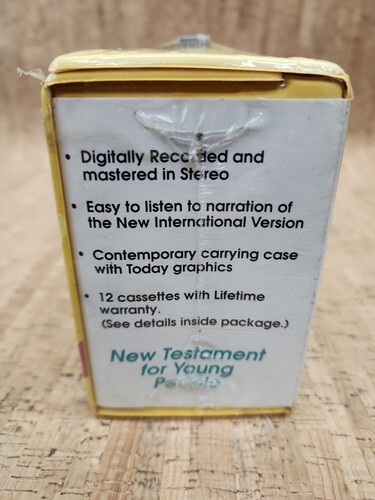 • Digitally Recorded and
mastered in Stereo
• Easy to listen to narration of
the New International Version
• Contemporary carrying case
with Today graphics
• 12 cassettes with Lifetime
warranty.
(See details inside package.)
New Testament
for Young
People